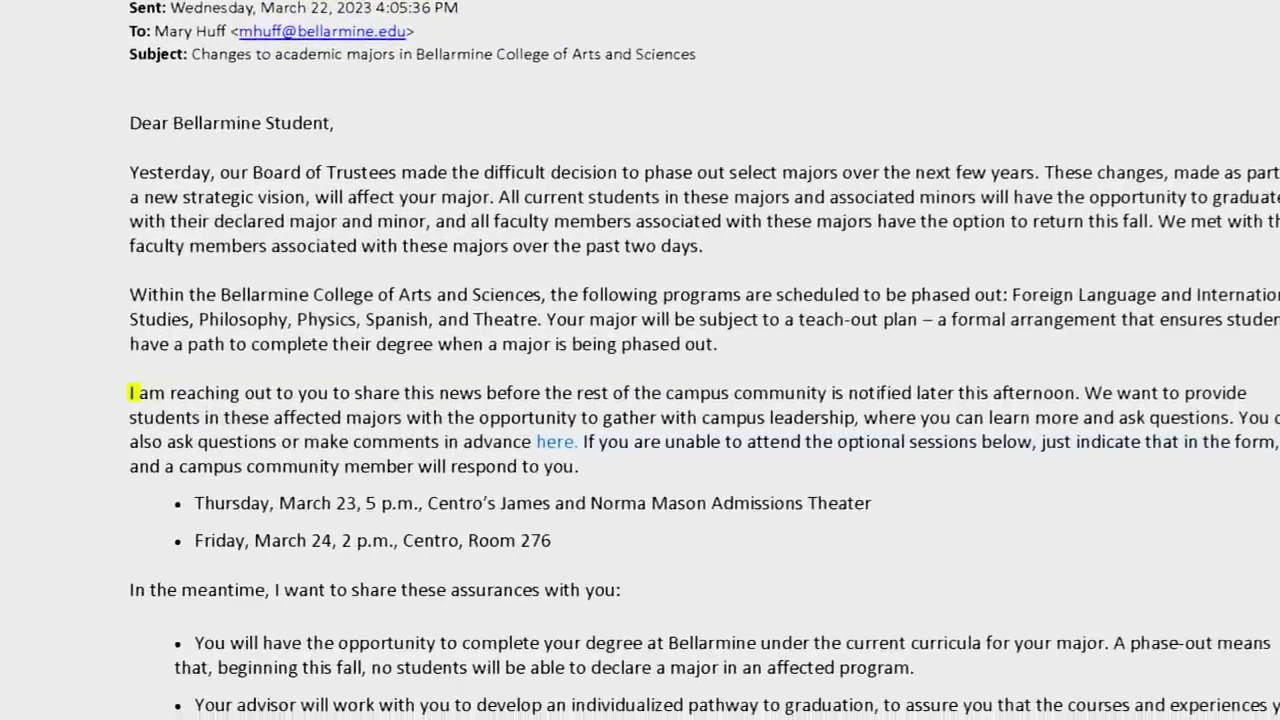 Sent: Wednesday, March 22, 2023 4:05:36 PM
To: Mary Huff <mhuff@bellarmine.edu>
Subject: Changes to academic majors in Bellarmine College of Arts and Sciences
Dear Bellarmine Student,
Yesterday, our Board of Trustees made the difficult decision to phase out select majors over the next few years. These changes, made as part
a new strategic vision, will affect your major. All current students in these majors and associated minors will have the opportunity to graduate
with their declared major and minor, and all faculty members associated with these majors have the option to return this fall. We met with
faculty members associated with these majors over the past two days.
Within the Bellarmine College of Arts and Sciences, the following programs are scheduled to be phased out: Foreign Language and
Studies, Philosophy, Physics, Spanish, and Theatre. Your major will be subject to a teach-out plan – a formal arrangement that ensures
have a path to complete their degree when a major is being phased out.
I am reaching out to you to share this news before the rest of the campus community is notified later this afternoon. We want to provide
students in these affected majors with the opportunity to gather with campus leadership, where you can learn more and ask questions. You
also ask questions or make comments in advance here. If you are unable to attend the optional sessions below, just indicate that in the form,
and a campus community member will respond to you.
• Thursday, March 23, 5 p.m., Centro’s James and Norma Mason Admissions Theater
• Friday, March 24, 2 p.m., Centro, Room 276
In the meantime, I want to share these assurances with you:
• You will have the opportunity to complete your degree at Bellarmine under the current curricula for your major. A phase-out means
that, beginning this fall, no students will be able to declare a major in an affected program.
• Your advisor will work with you to develop an individualized pathway to graduation, to assure you that the courses and experiences